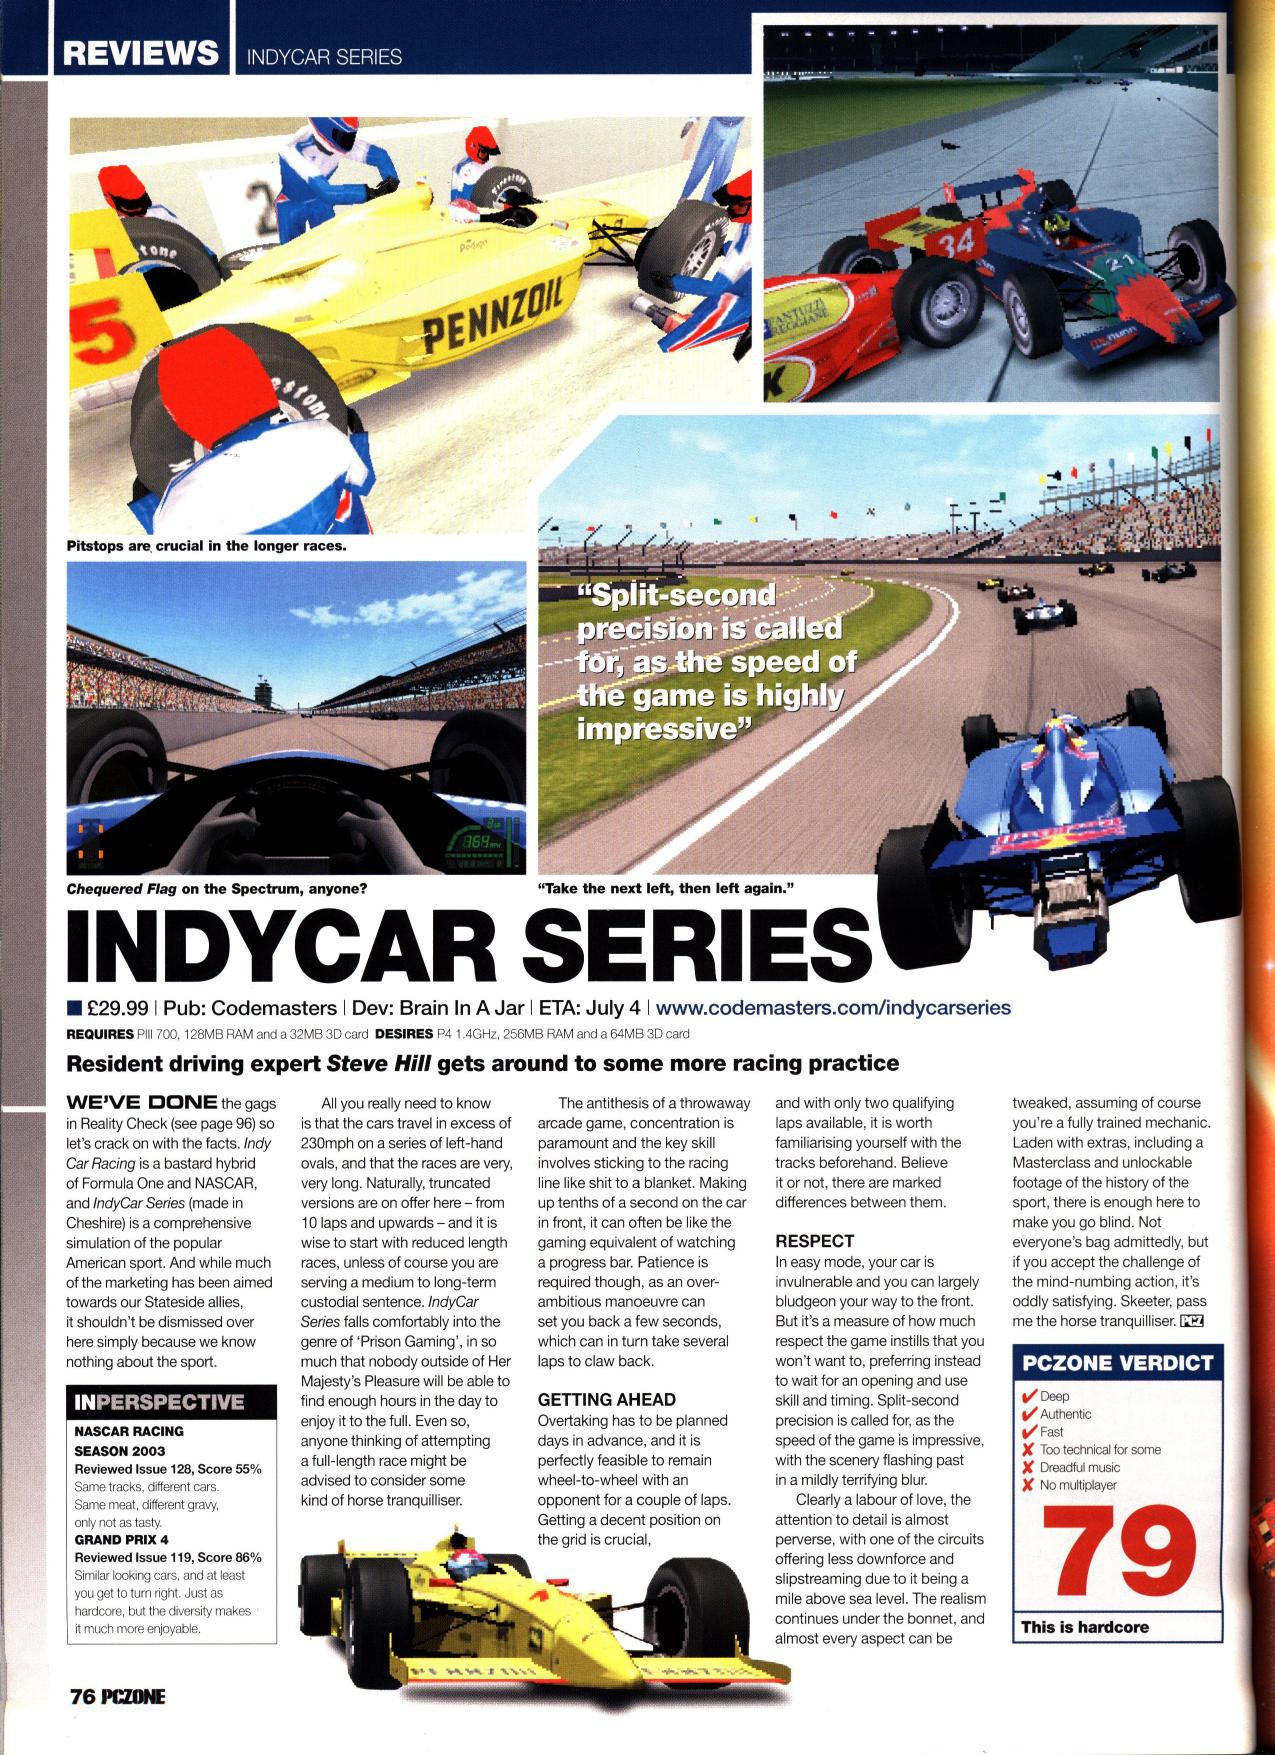 REVIEWS
INDYCAR SERIES
PENNZOIL
5
34
21
FANTUZZI
REGGIANE
Firestone
Pitstops are crucial in the longer races.
"Split-second
precision is called
for, as the speed of
the game is highly
impressive"
Chequered Flag on the Spectrum, anyone?
"Take the next left, then left again."
INDYCAR SERIES
£29.99 | Pub: Codemasters | Dev: Brain In A Jar | ETA: July 4 | www.codemasters.com/indycarseries
REQUIRES PIII 700, 128MB RAM and a 32MB 3D card DESIRES P4 1.4GHz, 256MB RAM and a 64MB 3D card
Resident driving expert Steve Hill gets around to some more racing practice
WE'VE DONE the gags
in Reality Check (see page 96) so
let's crack on with the facts. Indy
Car Racing is a bastard hybrid
of Formula One and NASCAR,
and IndyCar Series (made in
Cheshire) is a comprehensive
simulation of the popular
American sport. And while much
of the marketing has been aimed
towards our Stateside allies,
it shouldn't be dismissed over
here simply because we know
nothing about the sport.
INPERSPECTIVE
NASCAR RACING
SEASON 2003
Reviewed Issue 128, Score 55%
Same tracks, different cars.
Same meat, different gravy,
only not as tasty.
GRAND PRIX 4
Reviewed Issue 119, Score 86%
Similar looking cars, and at least
you get to turn right. Just as
hardcore, but the diversity makes
it much more enjoyable.
All you really need to know
is that the cars travel in excess of
230mph on a series of left-hand
ovals, and that the races are very,
very long. Naturally, truncated
versions are on offer here – from
10 laps and upwards – and it is
wise to start with reduced length
races, unless of course you are
serving a medium to long-term
custodial sentence. IndyCar
Series falls comfortably into the
genre of 'Prison Gaming', in so
much that nobody outside of Her
Majesty's Pleasure will be able to
find enough hours in the day to
enjoy it to the full. Even so,
anyone thinking of attempting
a full-length race might be
advised to consider some
kind of horse tranquilliser.
The antithesis of a throwaway
arcade game, concentration is
paramount and the key skill
involves sticking to the racing
line like shit to a blanket. Making
up tenths of a second on the car
in front, it can often be like the
gaming equivalent of watching
a progress bar. Patience is
required though, as an over-
ambitious manoeuvre can
set you back a few seconds,
which can in turn take several
laps to claw back.
GETTING AHEAD
Overtaking has to be planned
days in advance, and it is
perfectly feasible to remain
wheel-to-wheel with an
opponent for a couple of laps.
Getting a decent position on
the grid is crucial,
and with only two qualifying
laps available, it is worth
familiarising yourself with the
tracks beforehand. Believe
it or not, there are marked
differences between them.
RESPECT
In easy mode, your car is
invulnerable and you can largely
bludgeon your way to the front.
But it's a measure of how much
respect the game instills that you
won't want to, preferring instead
to wait for an opening and use
skill and timing. Split-second
precision is called for, as the
speed of the game is impressive,
with the scenery flashing past
in a mildly terrifying blur.
Clearly a labour of love, the
attention to detail is almost
perverse, with one of the circuits
offering less downforce and
slipstreaming due to it being a
mile above sea level. The realism
continues under the bonnet, and
almost every aspect can be
tweaked, assuming of course
you're a fully trained mechanic.
Laden with extras, including a
Masterclass and unlockable
footage of the history of the
sport, there is enough here to
make you go blind. Not
everyone's bag admittedly, but
if you accept the challenge of
the mind-numbing action, it's
oddly satisfying. Skeeter, pass
me the horse tranquilliser. PCZ
PCZONE VERDICT
Deep
Authentic
Fast
Too technical for some
Dreadful music
No multiplayer
79
This is hardcore
76 PCZONE